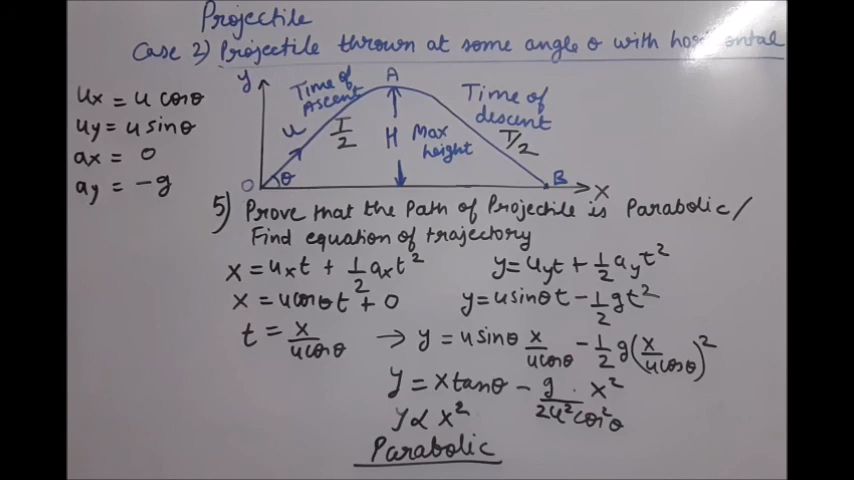 Projectile
Case 2) Projectile thrown at some angle θ with horizontal
ux = u cosθ
uy = u sinθ
ax = 0
ay = -g
y
Time of Ascent
T/2
u
θ
O
A
H
Max height
Time of descent
T/2
B
X
5) Prove that the Path of Projectile is Parabolic/
Find equation of trajectory
x = uxt + 1/2 axt² y = uyt + 1/2 ayt²
x = ucosθt + 0 y = usinθt - 1/2 gt²
t = x/ucosθ → y = usinθ x/ucosθ - 1/2 g(x/ucosθ)²
y = xtanθ - g/2u²cos²θ · x²
y ∝ x²
Parabolic